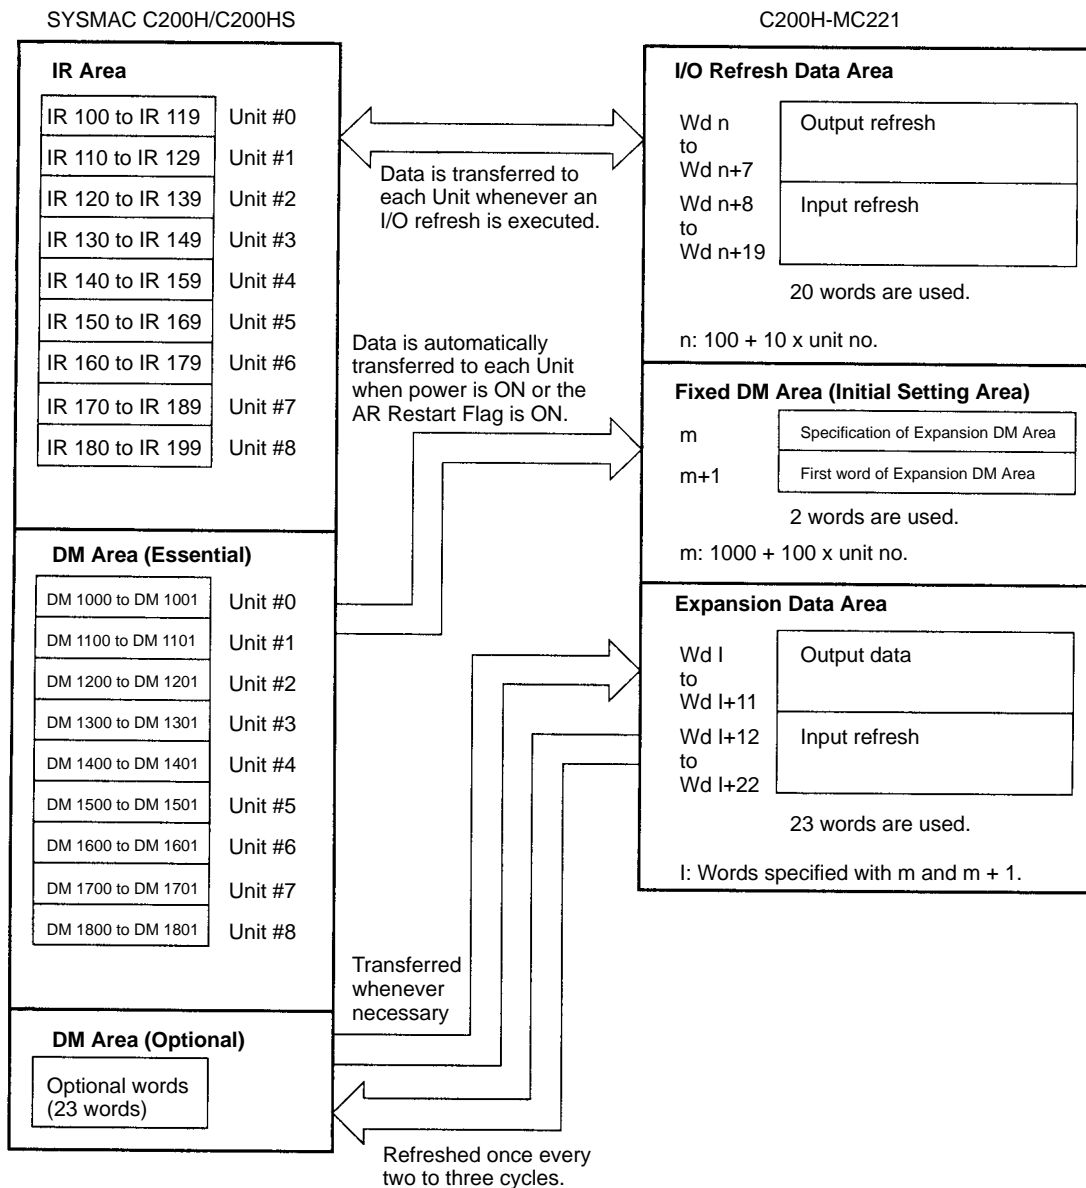 SYSMAC C200H/C200HS
C200H-MC221
IR Area
IR 100 to IR 119 Unit #0
IR 110 to IR 129 Unit #1
IR 120 to IR 139 Unit #2
IR 130 to IR 149 Unit #3
IR 140 to IR 159 Unit #4
IR 150 to IR 169 Unit #5
IR 160 to IR 179 Unit #6
IR 170 to IR 189 Unit #7
IR 180 to IR 199 Unit #8
Data is transferred to
each Unit whenever an
I/O refresh is executed.
I/O Refresh Data Area
Wd n
to
Wd n+7
Output refresh
Wd n+8
to
Wd n+19
Input refresh
20 words are used.
n: 100 + 10 x unit no.
Data is automatically
transferred to each Unit
when power is ON or the
AR Restart Flag is ON.
Fixed DM Area (Initial Setting Area)
m Specification of Expansion DM Area
m+1 First word of Expansion DM Area
2 words are used.
m: 1000 + 100 x unit no.
DM Area (Essential)
DM 1000 to DM 1001 Unit #0
DM 1100 to DM 1101 Unit #1
DM 1200 to DM 1201 Unit #2
DM 1300 to DM 1301 Unit #3
DM 1400 to DM 1401 Unit #4
DM 1500 to DM 1501 Unit #5
DM 1600 to DM 1601 Unit #6
DM 1700 to DM 1701 Unit #7
DM 1800 to DM 1801 Unit #8
Expansion Data Area
Wd l
to
Wd l+11
Output data
Wd l+12
to
Wd l+22
Input refresh
23 words are used.
l: Words specified with m and m + 1.
Transferred
whenever
necessary
DM Area (Optional)
Optional words
(23 words)
Refreshed once every
two to three cycles.